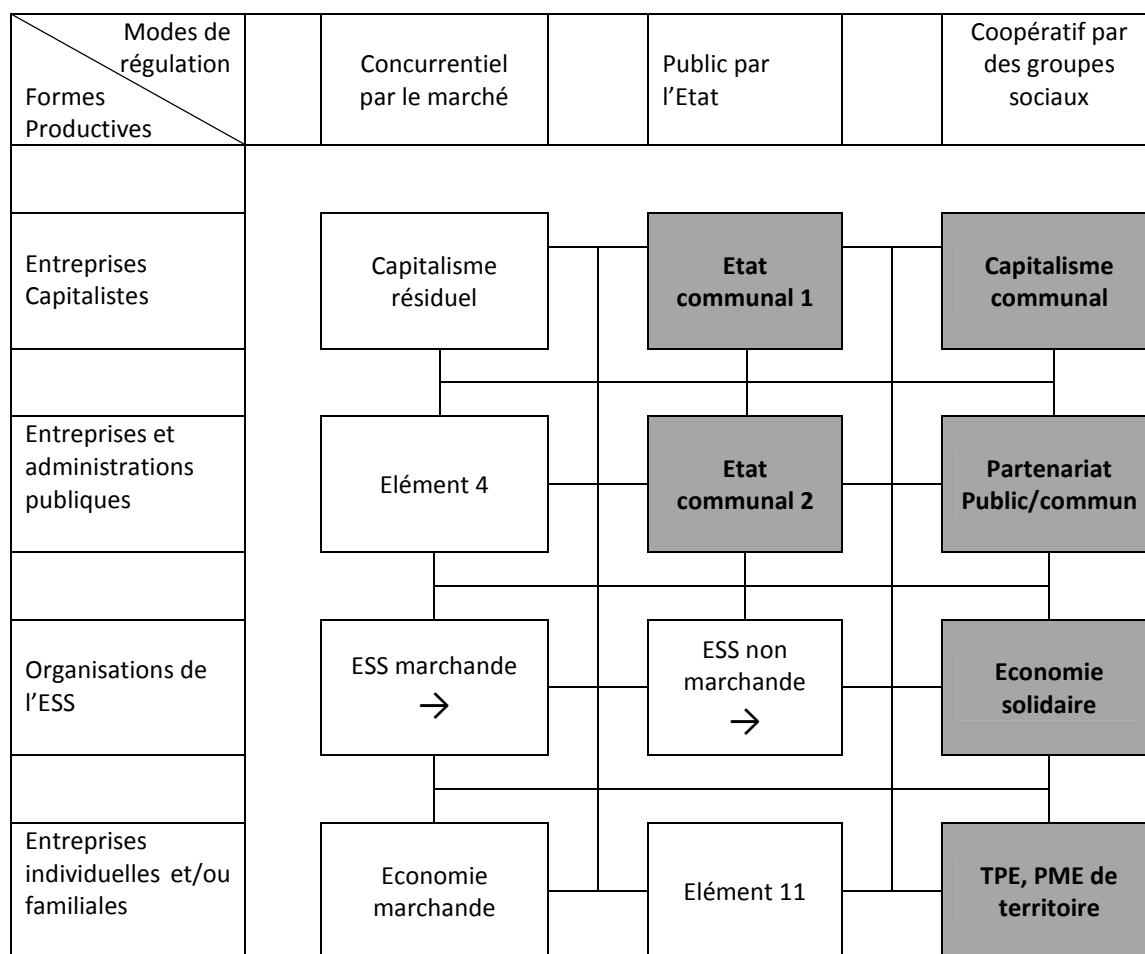 Modes de
régulation
Formes
Productives
Concurrentiel
par le marché
Public par
l’Etat
Coopératif par
des groupes
sociaux
Entreprises
Capitalistes
Capitalisme
résiduel
Etat
communal 1
Capitalisme
communal
Entreprises et
administrations
publiques
Elément 4
Etat
communal 2
Partenariat
Public/commun
Organisations de
l’ESS
ESS marchande
→
ESS non
marchande
→
Economie
solidaire
Entreprises
individuelles et/ou
familiales
Economie
marchande
Elément 11
TPE, PME de
territoire